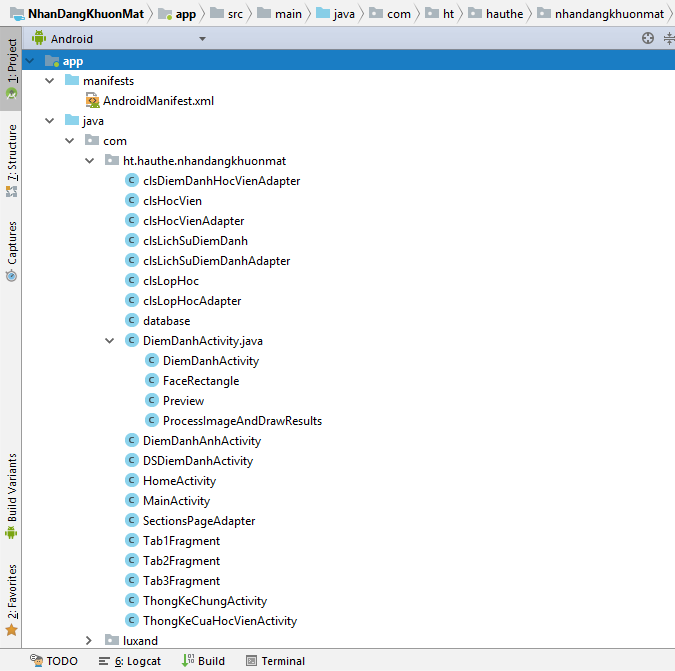 NhanDangKhuonMat app src main java com ht hauthe nhandangkhuonmat
Android
1: Project
7: Structure
Captures
Build Variants
2: Favorites
app
manifests
AndroidManifest.xml
java
com
ht.hauthe.nhandangkhuonmat
clsDiemDanhHocVienAdapter
clsHocVien
clsHocVienAdapter
clsLichSuDiemDanh
clsLichSuDiemDanhAdapter
clsLopHoc
clsLopHocAdapter
database
DiemDanhActivity.java
DiemDanhActivity
FaceRectangle
Preview
ProcessImageAndDrawResults
DiemDanhAnhActivity
DSDiemDanhActivity
HomeActivity
MainActivity
SectionsPageAdapter
Tab1Fragment
Tab2Fragment
Tab3Fragment
ThongKeChungActivity
ThongKeCuaHocVienActivity
luxand
TODO 6: Logcat Build Terminal